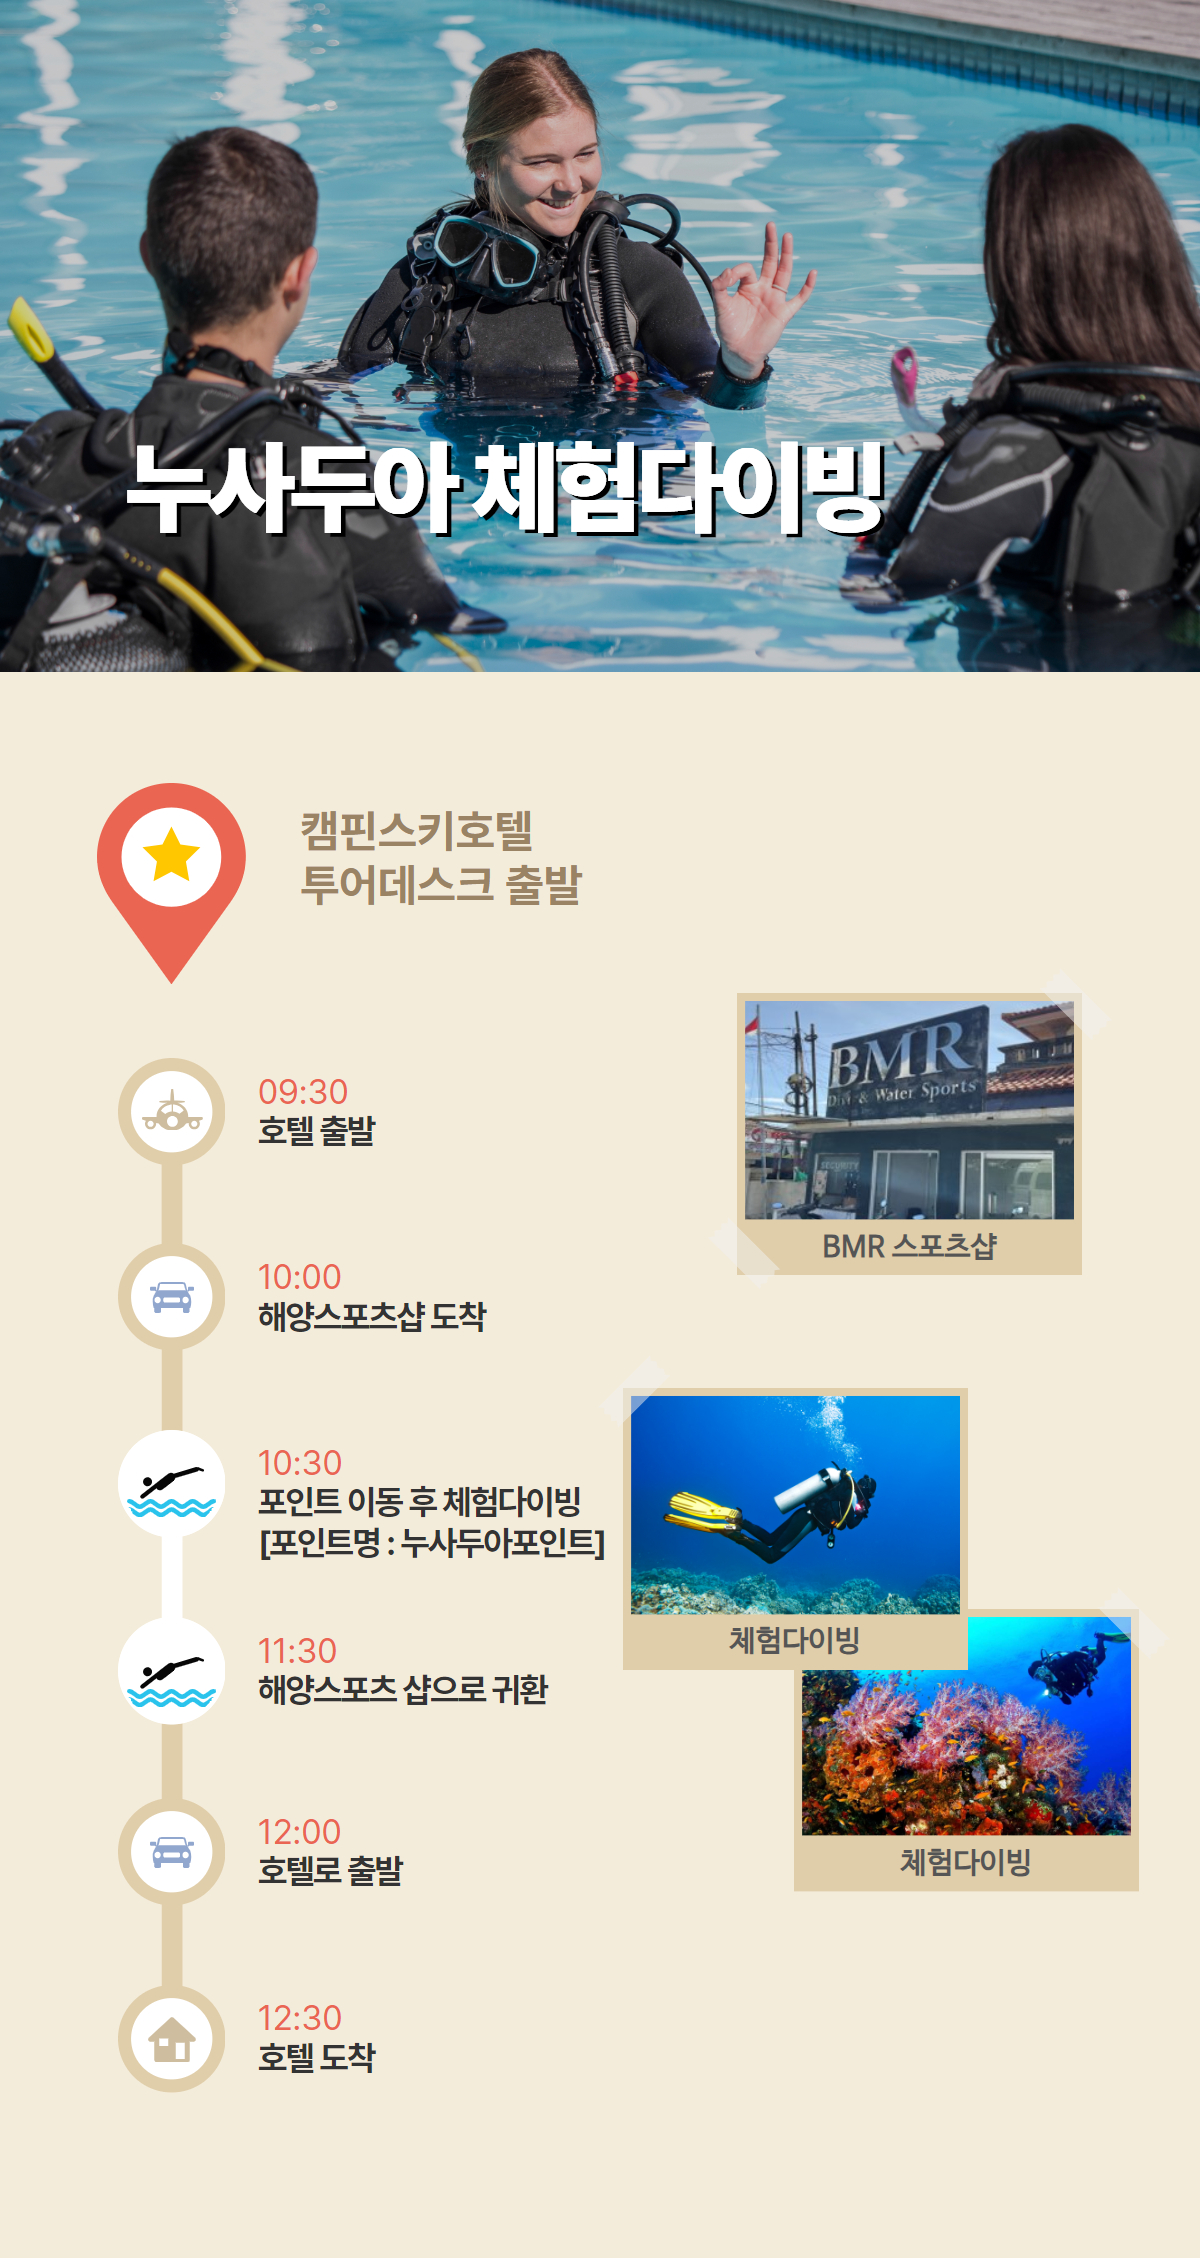 누사두아 체험다이빙
캠핀스키호텔
투어데스크 출발
09:30
호텔 출발
BMR
Dive & Water Sports
SECURITY
BMR 스포츠샵
10:00
해양스포츠샵 도착
10:30
포인트 이동 후 체험다이빙
[포인트명 : 누사두아포인트]
체험다이빙
11:30
해양스포츠 샵으로 귀환
체험다이빙
12:00
호텔로 출발
12:30
호텔 도착